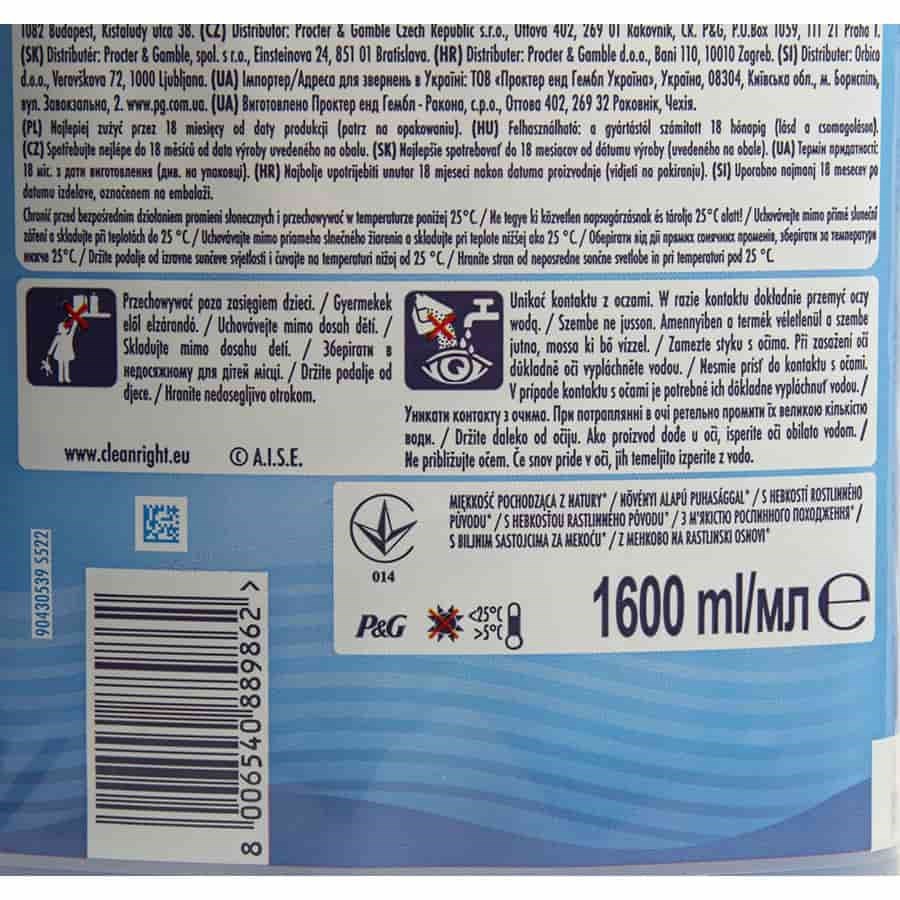 1082 Budapest, Kisfaludy utca 38. (CZ) Distributor: Procter & Gamble Czech Republic s.r.o., Ottova 402, 269 01 Rakovník, ČR. P&G, P.O.Box 1059, 111 21 Praha 1.
(SK) Distributér: Procter & Gamble, spol. s r.o., Einsteinova 24, 851 01 Bratislava. (HR) Distributer: Procter & Gamble d.o.o., Bani 110, 10010 Zagreb. (SI) Distributer: Orbico
d.o.o., Verovškova 72, 1000 Ljubljana. (UA) Імпортер/Адреса для звернень в Україні: ТОВ «Проктер енд Гембл Україна», Україна, 08304, Київська обл., м. Бориспіль,
вул. Завокзальна, 2. www.pg.com.ua. (UA) Виготовлено Проктер енд Гембл - Ракона, с.р.о., Оттова 402, 269 32 Раковнік, Чехія.
(PL) Najlepiej zużyć przez 18 miesięcy od daty produkcji (patrz na opakowaniu). (HU) Felhasználható: a gyártástól számított 18 hónapig (lásd a csomagoláson).
(CZ) Spotřebujte nejlépe do 18 měsíců od data výroby uvedeného na obalu. (SK) Najlepšie spotrebovať do 18 mesiacov od dátumu výroby (uvedeného na obale). (UA) Термін придатності:
18 міс. з дати виготовлення (див. на упаковці). (HR) Najbolje upotrijebiti unutar 18 mjeseci nakon datuma proizvodnje (vidjeti na pakiranju). (SI) Uporabno najmanj 18 mesecev po
datumu izdelave, označenem na embalaži.
Chronić przed bezpośrednim działaniem promieni słonecznych i przechowywać w temperaturze poniżej 25°C. / Ne tegye ki közvetlen napsugárzásnak és tárolja 25°C alatt! / Uchovávejte mimo přímé sluneční
záření a skladujte při teplotách do 25 °C. / Uchovávajte mimo priameho slnečného žiarenia a skladujte pri teplote nižšej ako 25 °C. / Оберігати від дії прямих сонячних променів, зберігати за температури
нижче 25°C. / Držite podalje od izravne sunčeve svjetlosti i čuvajte na temperaturi nižoj od 25 °C. / Hranite stran od neposredne sončne svetlobe in pri temperaturi pod 25 °C.
Przechowywać poza zasięgiem dzieci. / Gyermekek
elől elzárandó. / Uchovávejte mimo dosah dětí. /
Skladujte mimo dosahu detí. / Зберігати в
недосяжному для дітей місці. / Držite podalje od
djece. / Hranite nedosegljivo otrokom.
www.cleanright.eu © A.I.S.E.
Unikać kontaktu z oczami. W razie kontaktu dokładnie przemyć oczy
wodą. / Szembe ne jusson. Amennyiben a termék véletlenül a szembe
jutna, mossa ki bő vízzel. / Zamezte styku s očima. Při zasažení očí
důkladně oči vypláchněte vodou. / Nesmie prísť do kontaktu s očami.
V prípade kontaktu s očami je potrebné ich dôkladne vypláchnuť vodou. /
Уникати контакту з очима. При потраплянні в очі ретельно промити їх великою кількістю
води. / Držite daleko od očiju. Ako proizvod dođe u oči, isperite oči obilato vodom. /
Ne približujte očem. Če snov pride v oči, jih temeljito izperite z vodo.
MIĘKKOŚĆ POCHODZĄCA Z NATURY* / NÖVÉNYI ALAPÚ PUHASÁGGAL* / S HEBKOSTÍ ROSTLINNÉHO
PŮVODU* / S HEBKOSŤOU RASTLINNÉHO PÔVODU* / З М'ЯКІСТЮ РОСЛИННОГО ПОХОДЖЕННЯ* /
S BILJNIM SASTOJCIMA ZA MEKOĆU* / Z MEHKOBO NA RASTLINSKI OSNOVI*
014
P&G
<25°C
>5°C
1600 ml/мл e
90430539 5522
8 006540 889862 >